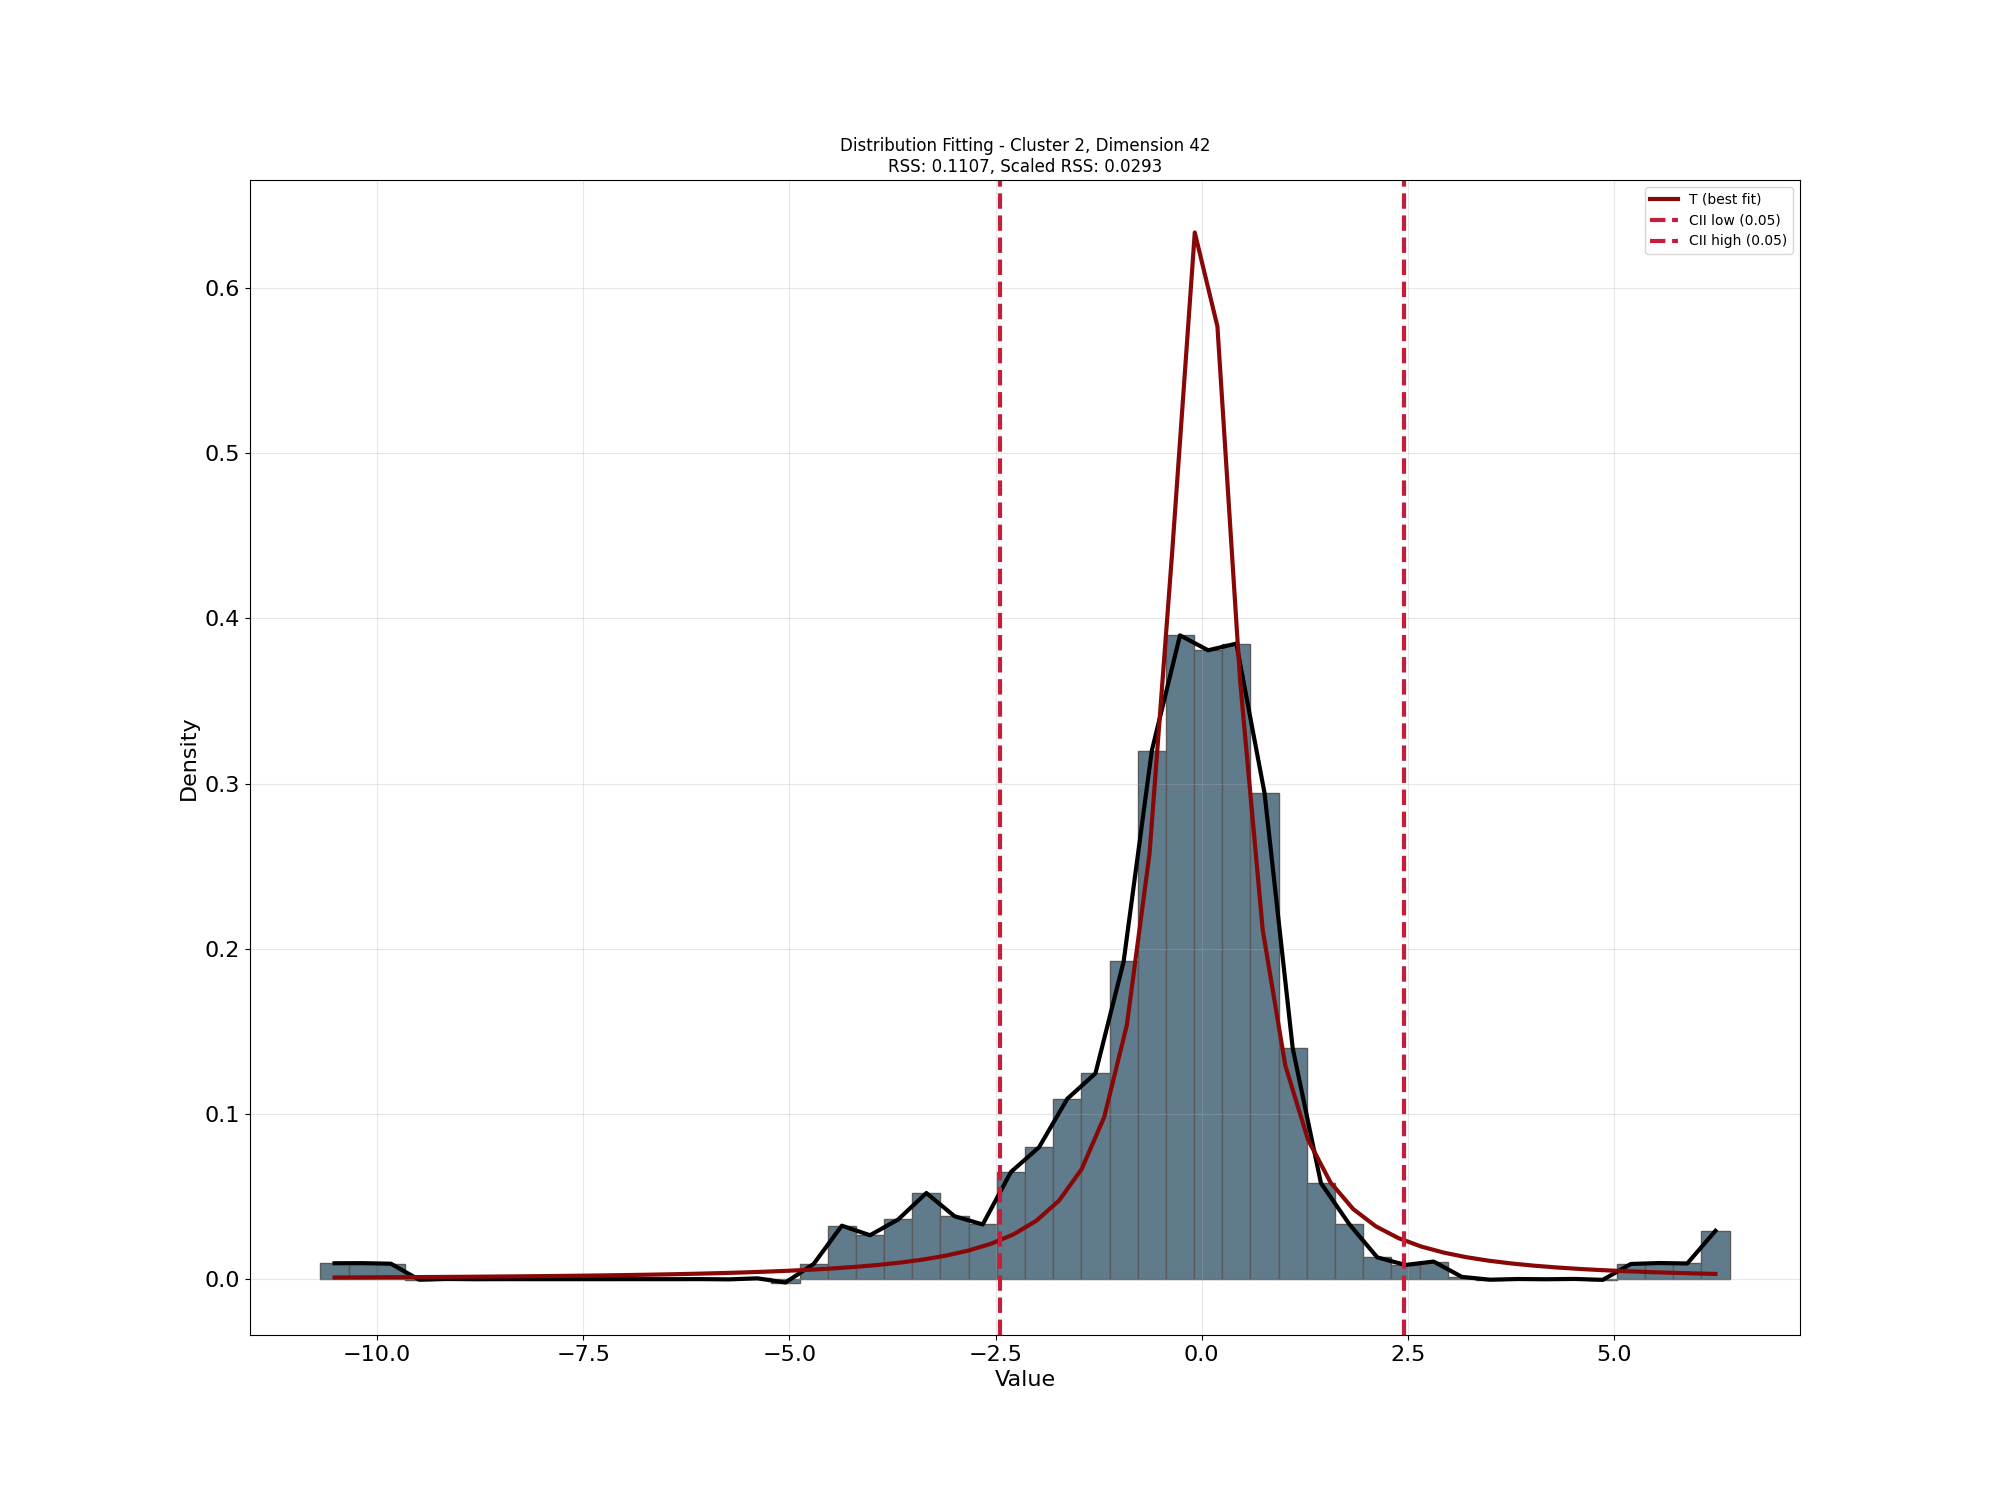 Distribution Fitting - Cluster 2, Dimension 42
RSS: 0.1107, Scaled RSS: 0.0293
T (best fit)
CII low (0.05)
CII high (0.05)
Density
0.6
0.5
0.4
0.3
0.2
0.1
0.0
−10.0 −7.5 −5.0 −2.5 0.0 2.5 5.0
Value